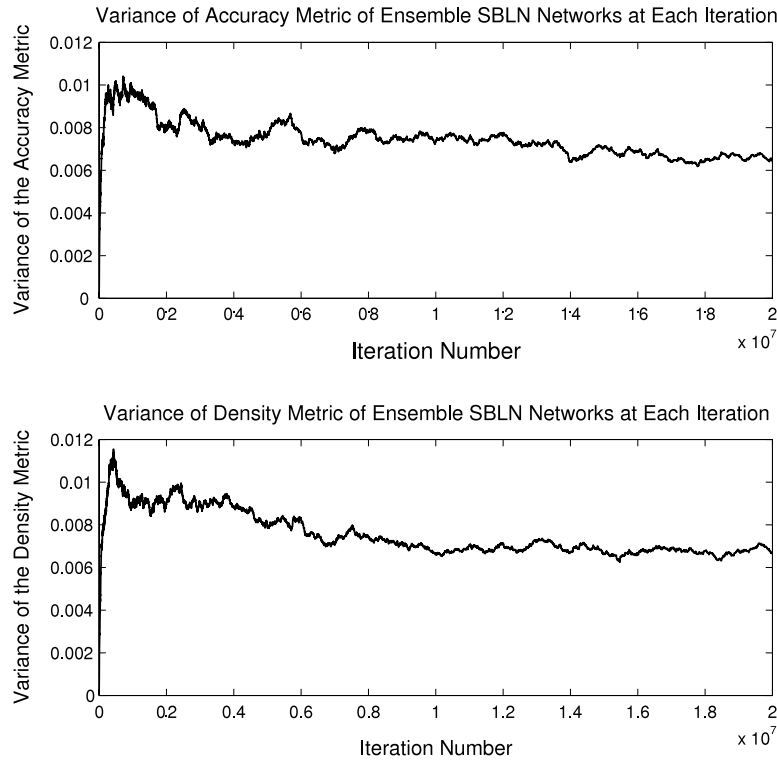 Variance of Accuracy Metric of Ensemble SBLN Networks at Each Iteration
Variance of the Accuracy Metric
0.012
0.01
0.008
0.006
0.004
0.002
0
0 0.2 0.4 0.6 0.8 1 1.2 1.4 1.6 1.8 2
x 10^7
Iteration Number
Variance of Density Metric of Ensemble SBLN Networks at Each Iteration
Variance of the Density Metric
0.012
0.01
0.008
0.006
0.004
0.002
0
0 0.2 0.4 0.6 0.8 1 1.2 1.4 1.6 1.8 2
x 10^7
Iteration Number